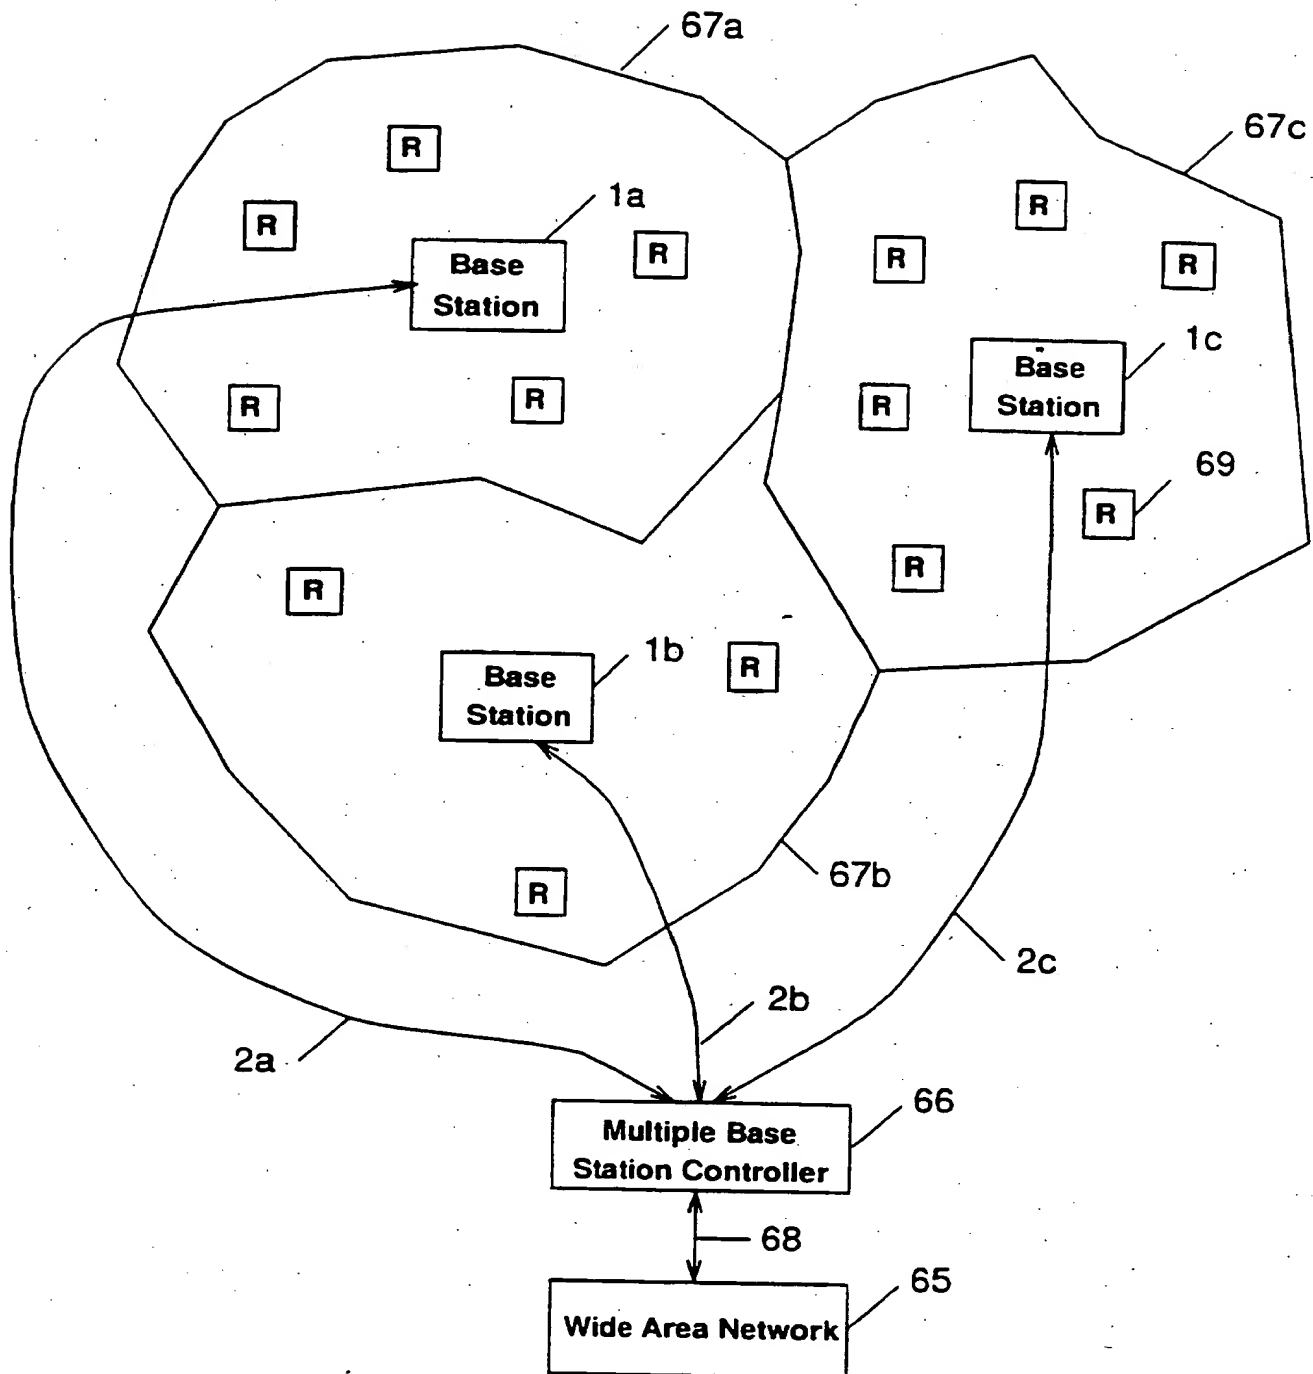 67a
67c
R
1a
R
R
R
R
Base
Station
R
R
1c
Base
Station
R
R
R
69
R
R
R
1b
Base
Station
R
67b
R
2c
2b
2a
66
Multiple Base
Station Controller
68
65
Wide Area Network